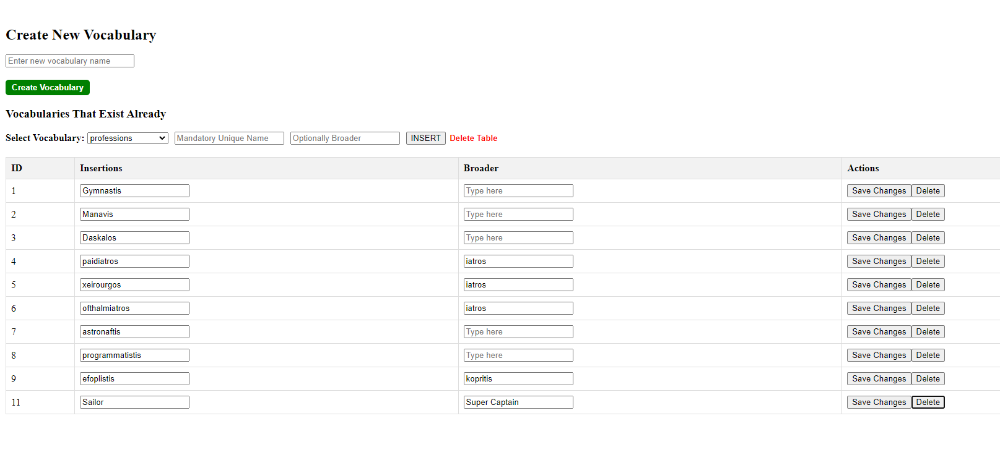 Create New Vocabulary
Enter new vocabulary name
Create Vocabulary
Vocabularies That Exist Already
Select Vocabulary: professions Mandatory Unique Name Optionally Broader INSERT Delete Table
ID Insertions Broader Actions
1 Gymnastis Type here Save Changes Delete
2 Manavis Type here Save Changes Delete
3 Daskalos Type here Save Changes Delete
4 paidiatros iatros Save Changes Delete
5 xeirourgos iatros Save Changes Delete
6 ofthalmiatros iatros Save Changes Delete
7 astronaftis Type here Save Changes Delete
8 programmatistis Type here Save Changes Delete
9 efoplistis kopritis Save Changes Delete
11 Sailor Super Captain Save Changes Delete